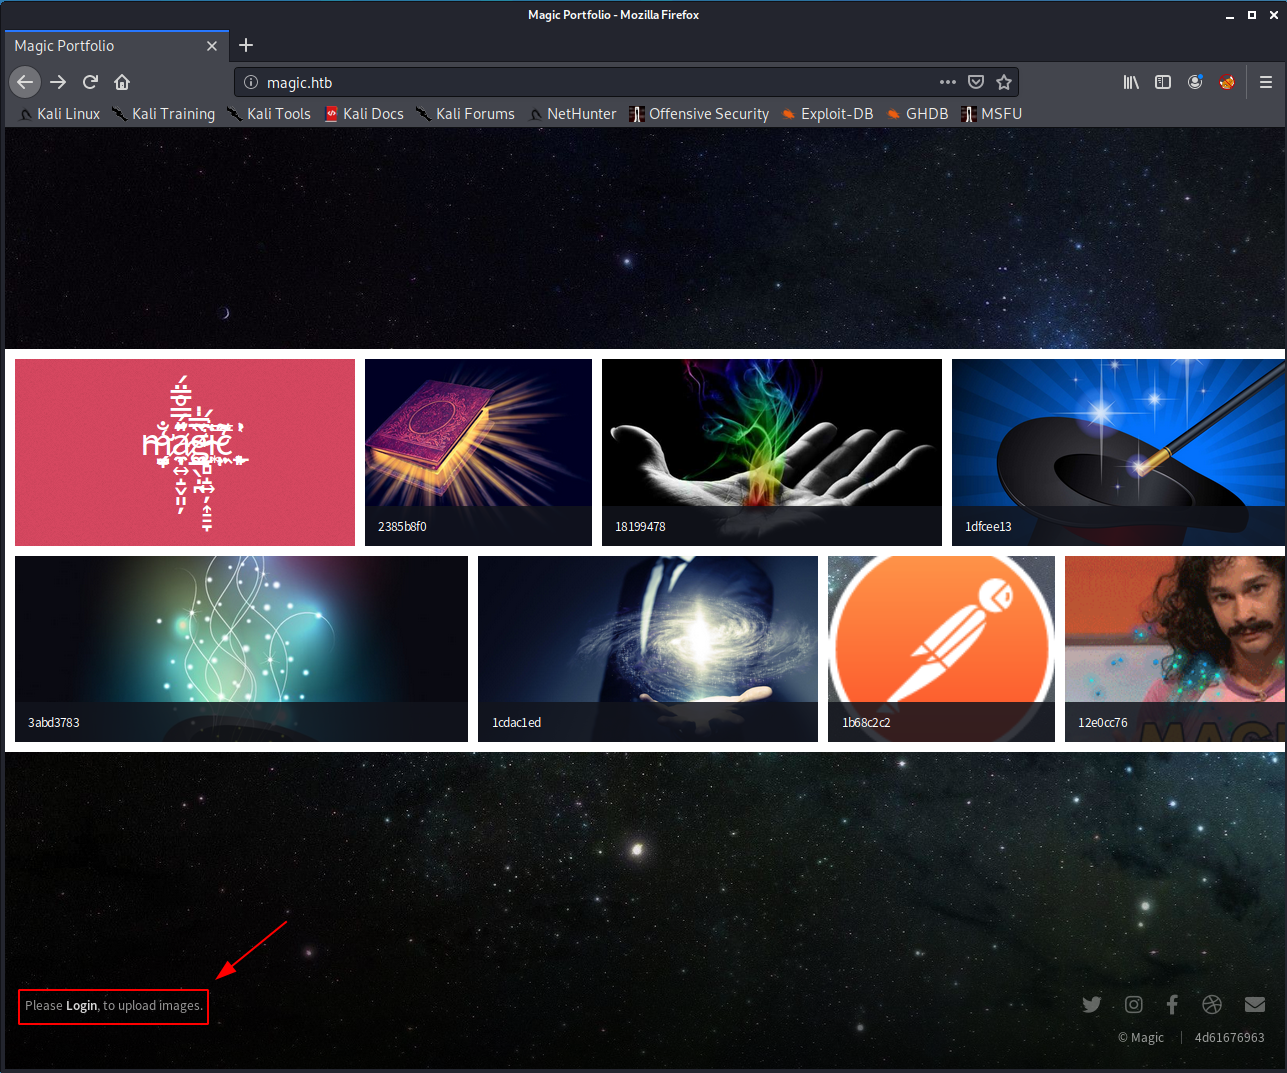 Magic Portfolio - Mozilla Firefox
Magic Portfolio
magic.htb
Kali Linux Kali Training Kali Tools Kali Docs Kali Forums NetHunter Offensive Security Exploit-DB GHDB MSFU
2385b8f0
18199478
1dfcee13
3abd3783
1cdac1ed
1b68c2c2
12e0cc76
Please Login, to upload images.
© Magic | 4d61676963